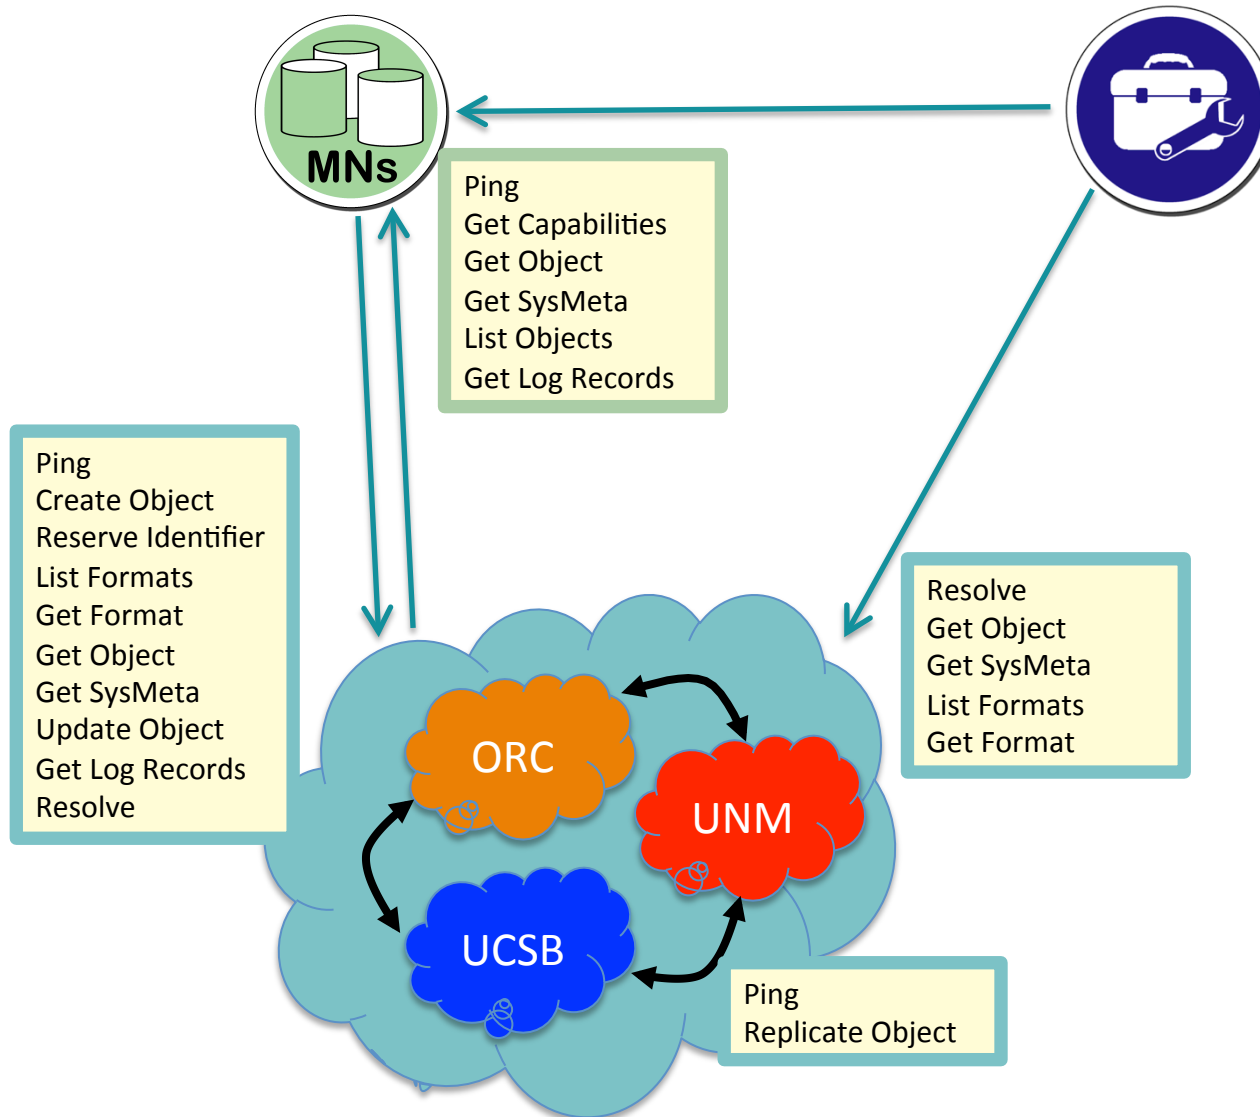 MNs
Ping
Get Capabilities
Get Object
Get SysMeta
List Objects
Get Log Records
Ping
Create Object
Reserve Identifier
List Formats
Get Format
Get Object
Get SysMeta
Update Object
Get Log Records
Resolve
Resolve
Get Object
Get SysMeta
List Formats
Get Format
ORC
UNM
UCSB
Ping
Replicate Object